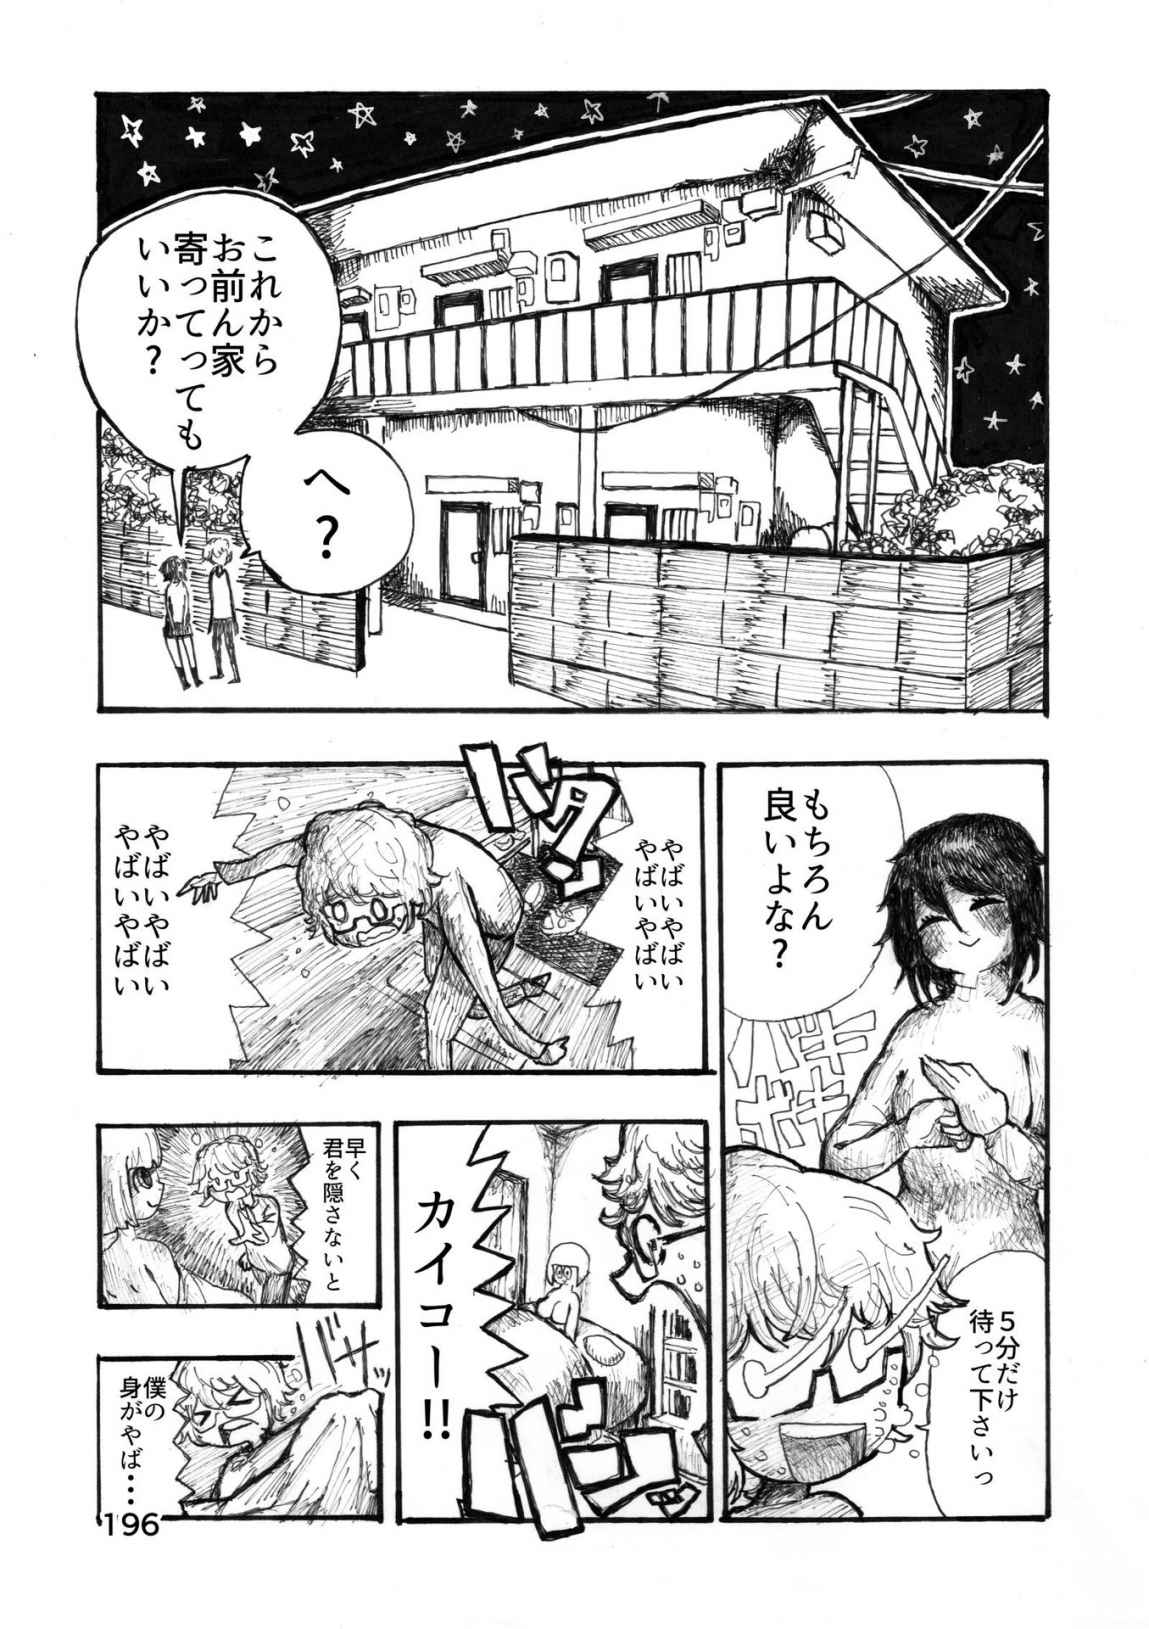 これから
お前ん家
寄ってっても
いいか？
へ？
もちろん
良いよな？
バキ
ボキ
５分だけ
待って下さいっ
バタン
やばいやばい
やばいやばい
やばいやばい
やばいやばい
カイコー!!
早く
君を隠さないと
バサッ
僕の
身がやば…
196